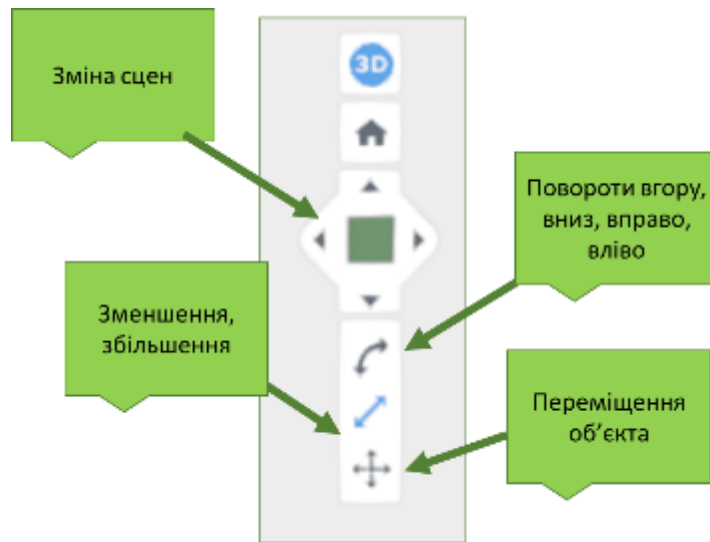 Зміна сцен
3D
Повороти вгору,
вниз, вправо,
вліво
Зменшення,
збільшення
Переміщення
об’єкта